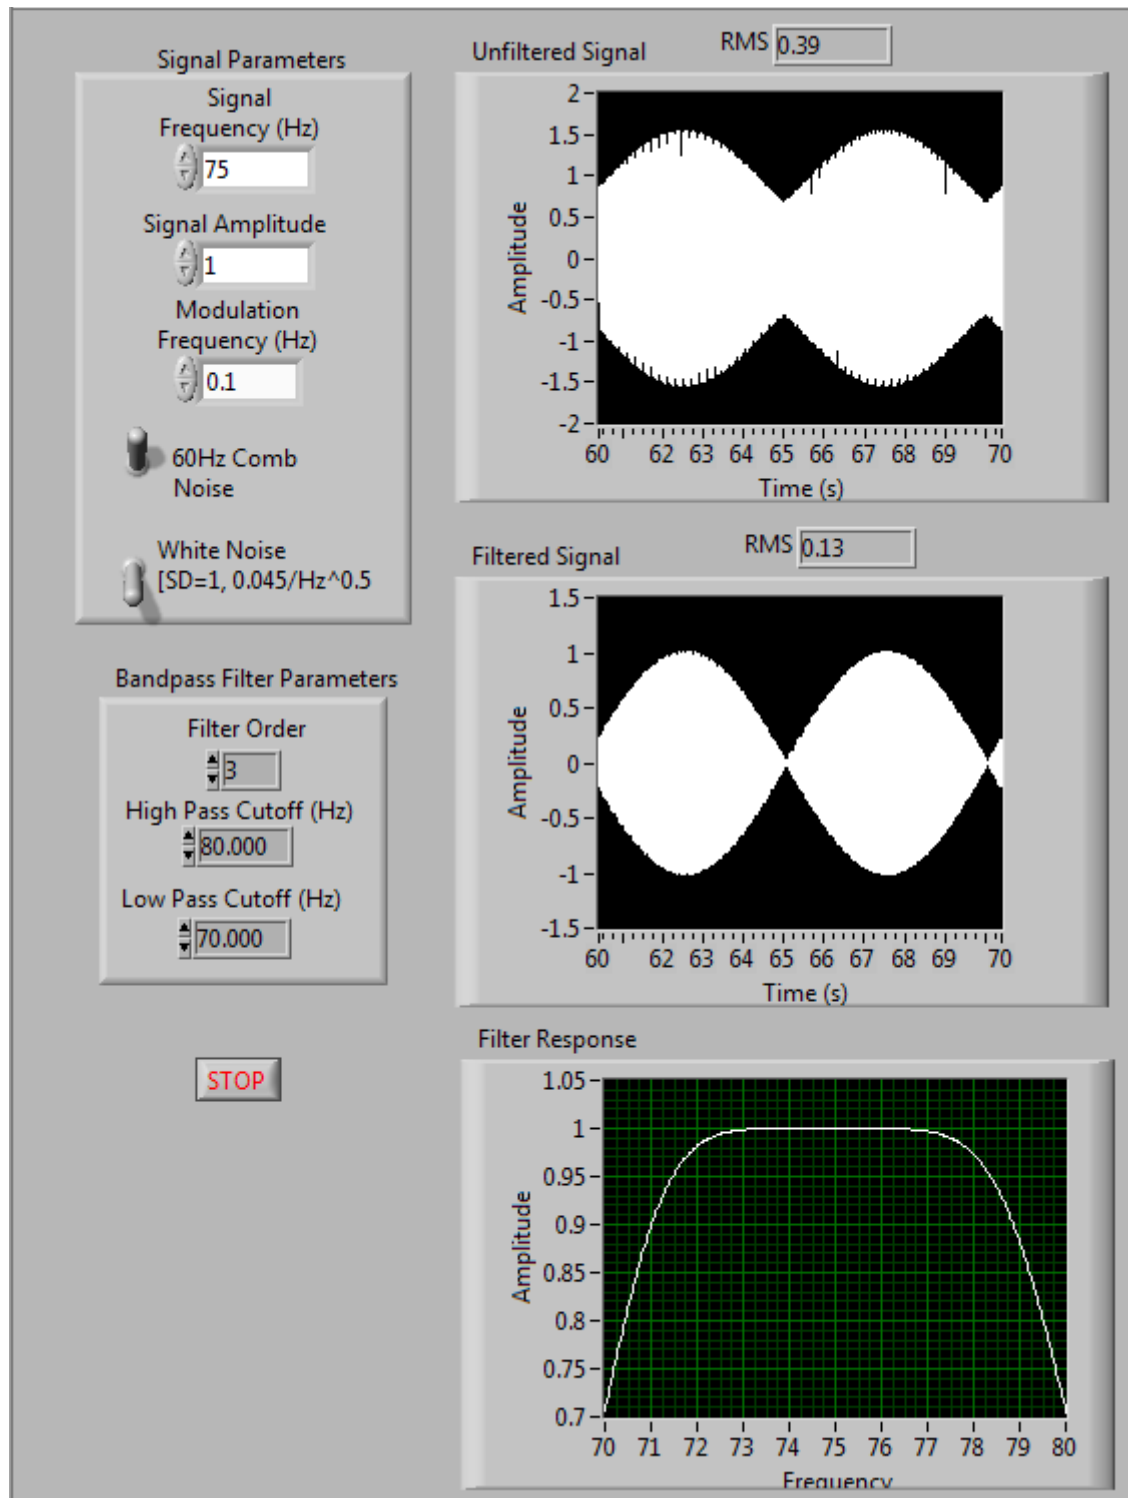 Signal Parameters
Signal
Frequency (Hz)
75
Signal Amplitude
1
Modulation
Frequency (Hz)
0.1
60Hz Comb
Noise
White Noise
[SD=1, 0.045/Hz^0.5
Bandpass Filter Parameters
Filter Order
3
High Pass Cutoff (Hz)
80.000
Low Pass Cutoff (Hz)
70.000
STOP
Unfiltered Signal
RMS 0.39
2
1.5
1
0.5
0
-0.5
-1
-1.5
-2
Amplitude
60 62 63 64 65 66 67 68 69 70
Time (s)
Filtered Signal
RMS 0.13
1.5
1
0.5
0
-0.5
-1
-1.5
Amplitude
60 62 63 64 65 66 67 68 69 70
Time (s)
Filter Response
1.05
1
0.95
0.9
0.85
0.8
0.75
0.7
Amplitude
70 71 72 73 74 75 76 77 78 79 80
Frequency